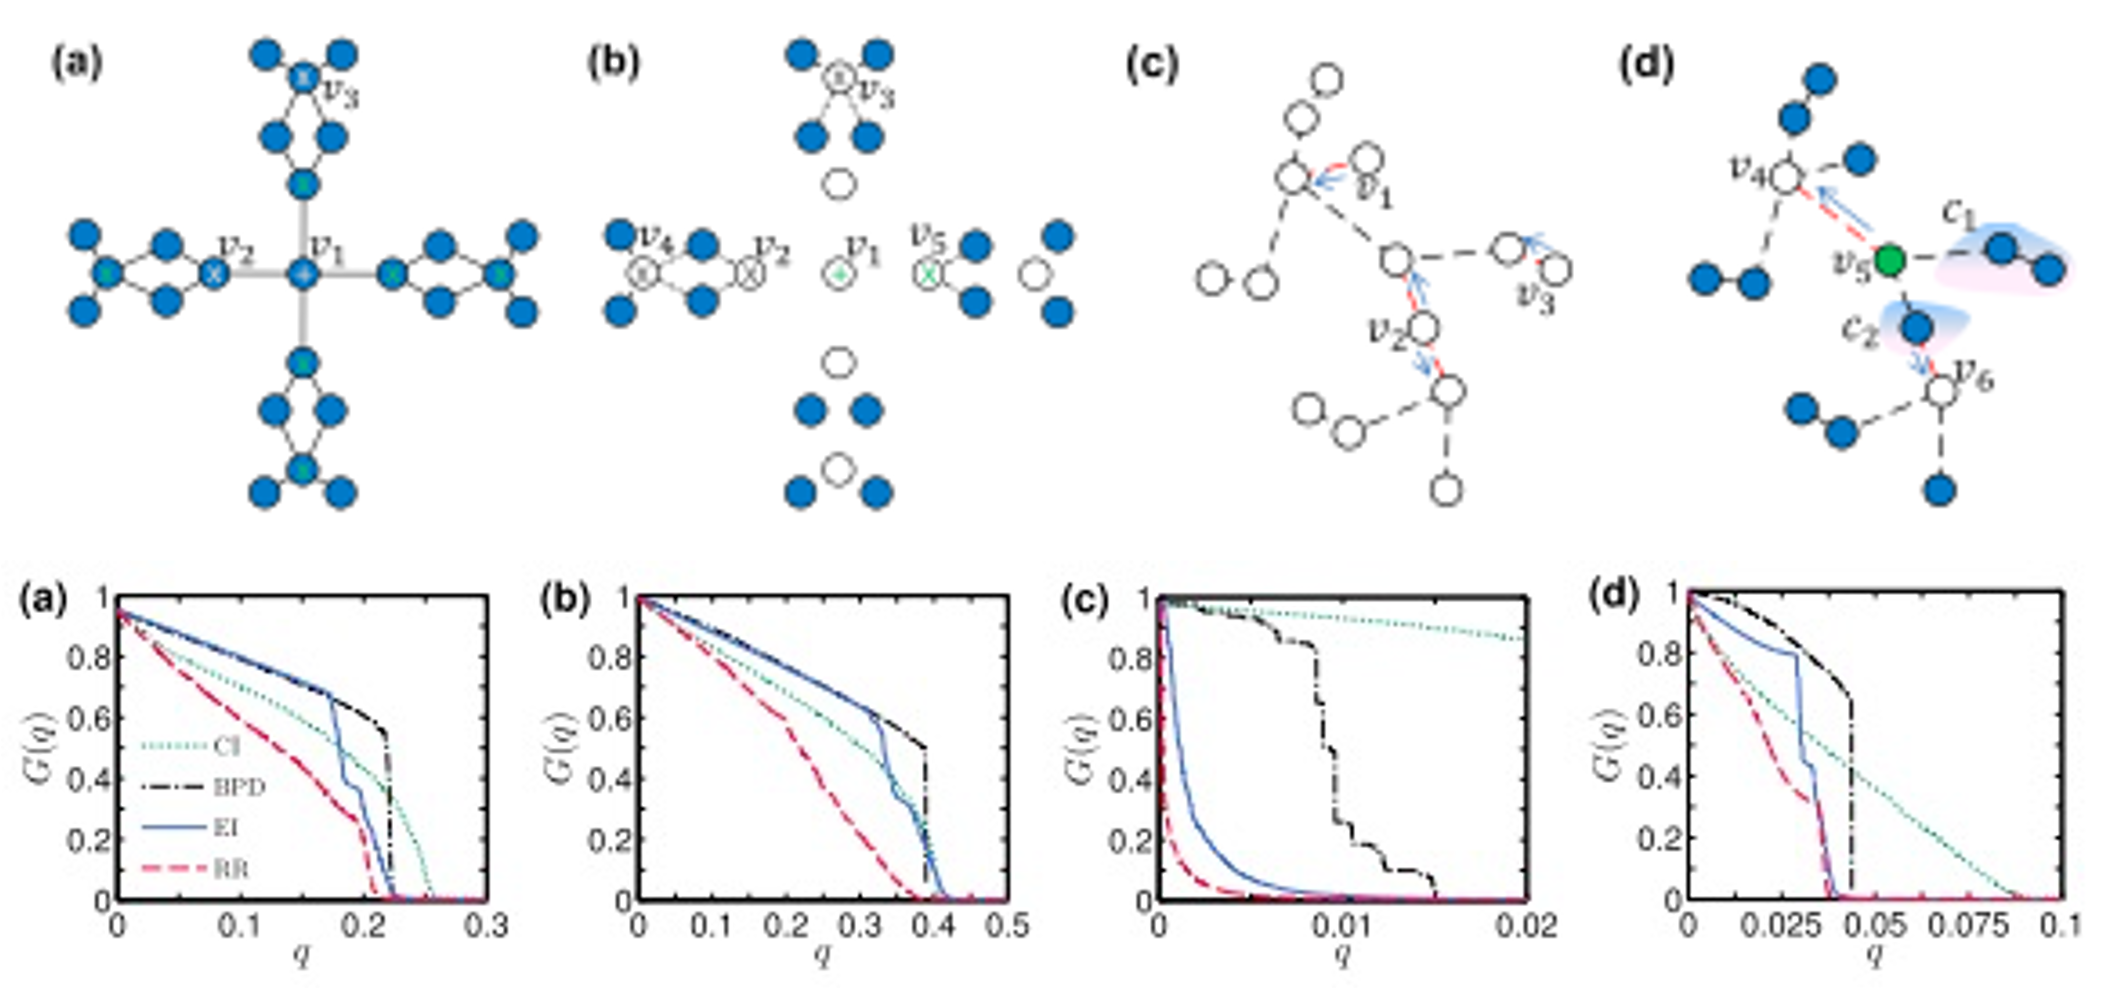 (a) (b) (c) (d)
v3 v3
v1
v4
c1
v2 v1
v4 v2 v1 v5
v5
v3
v2 c2
v6
(a) (b) (c) (d)
1 1 1 1
0.8 0.8 0.8 0.8
0.6 0.6 0.6 0.6
G(q) G(q) G(q) G(q)
CI
BPD
0.4 0.4 0.4 0.4
EI
RR
0.2 0.2 0.2 0.2
0 0 0 0
0 0.1 0.2 0.3 0 0.1 0.2 0.3 0.4 0.5 0 0.01 0.02 0 0.025 0.05 0.075 0.1
q q q q